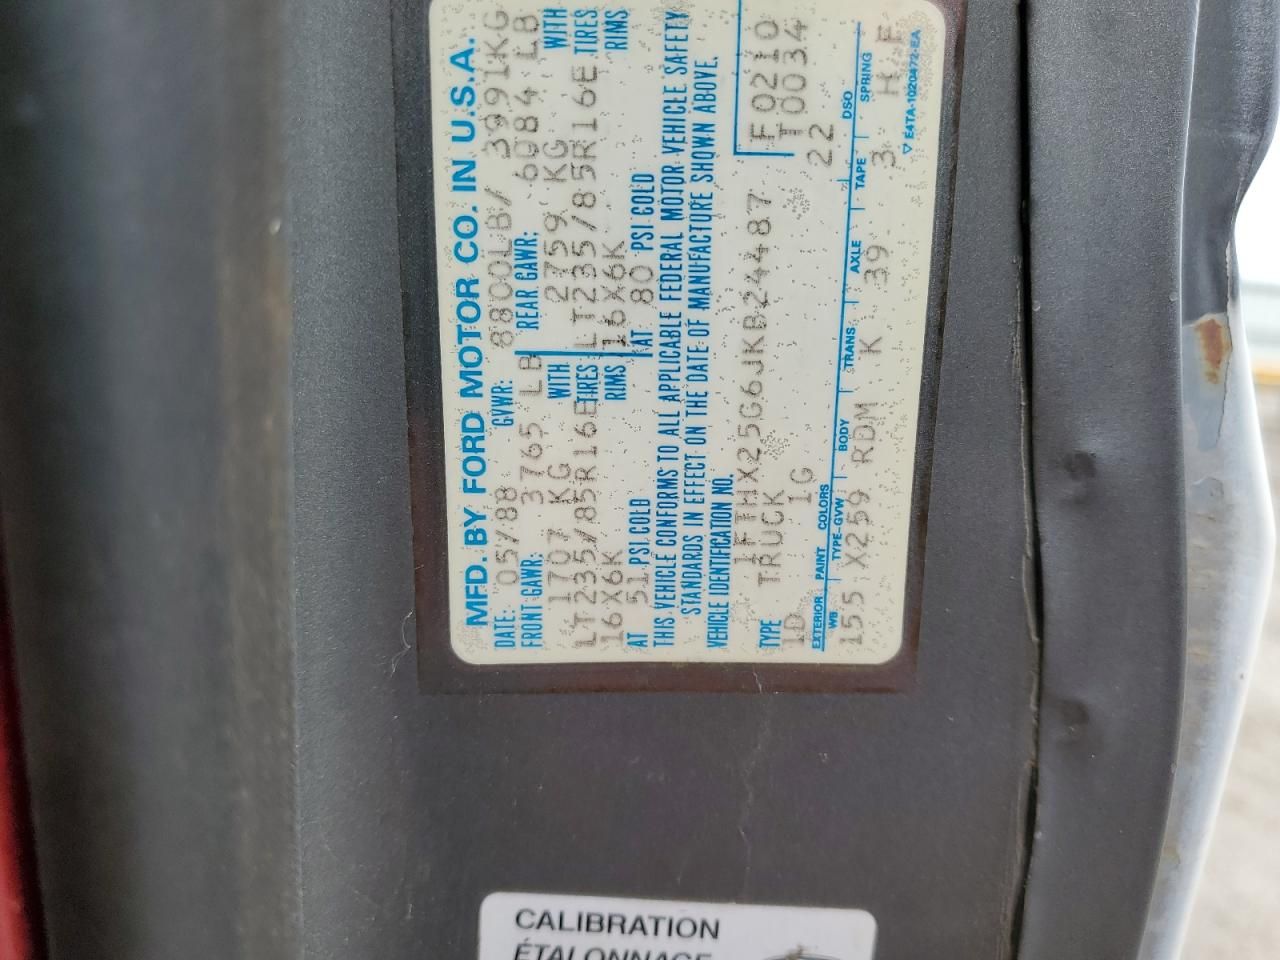 MFD. BY FORD MOTOR CO. IN U.S.A.
DATE: 05/88 GVWR: 8800LB/ 3991KG
FRONT GAWR: 3765 LB REAR GAWR: 6084 LB
1707 KG WITH 2759 KG WITH
LT235/85R16E TIRES LT235/85R16E TIRES
16X6K RIMS 16X6K RIMS
AT 51 PSI COLD AT 80 PSI COLD
THIS VEHICLE CONFORMS TO ALL APPLICABLE FEDERAL MOTOR VEHICLE SAFETY
STANDARDS IN EFFECT ON THE DATE OF MANUFACTURE SHOWN ABOVE.
VEHICLE IDENTIFICATION NO.
1FTHX25G6JKB24487 F0210
TYPE TRUCK T0034
1D 1G 22
EXTERIOR PAINT COLORS DSO
WB TYPE-GVW BODY TRANS AXLE TAPE SPRING
155 X259 RDM K 39 3 H F
▽ E4TA-1020472-EA
CALIBRATION
ÉTALONNAGE